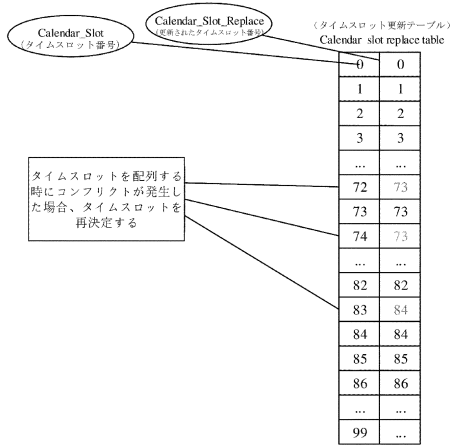 Calendar_Slot
(タイムスロット番号)
Calendar_Slot_Replace
(更新されたタイムスロット番号)
(タイムスロット更新テーブル)
Calendar slot replace table
0 0
1 1
2 2
3 3
... ...
72 73
73 73
74 73
... ...
82 82
83 84
84 84
85 85
86 86
... ...
99 ...
タイムスロットを配列する
時にコンフリクトが発生し
た場合、タイムスロットを
再決定する